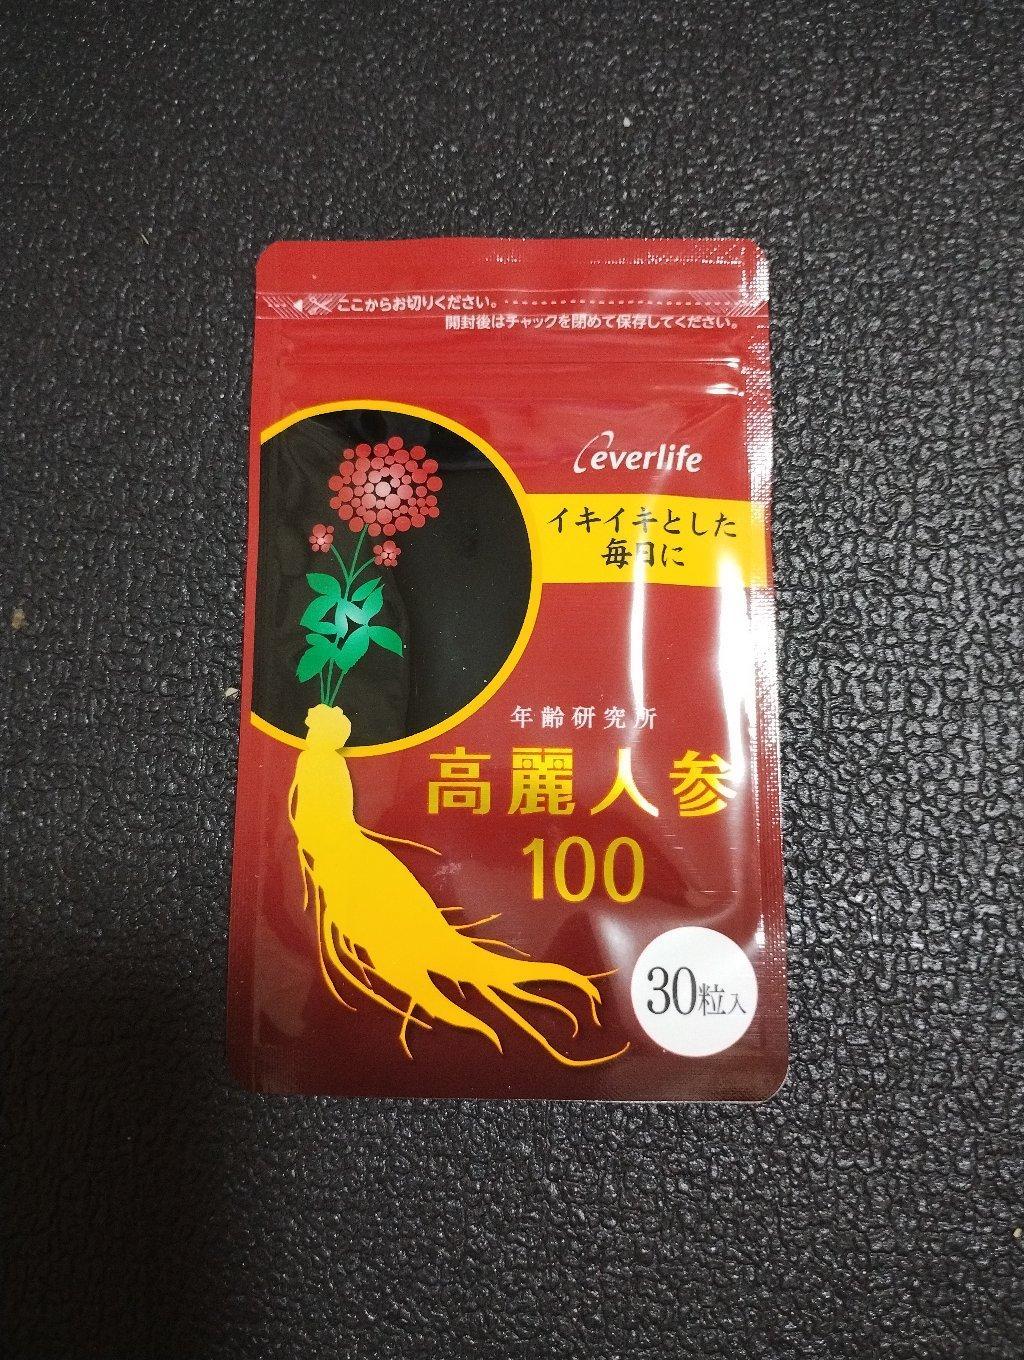 ここからお切りください。
開封後はチャックを閉めて保存してください。
everlife
イキイキとした
毎日に
年齢研究所
高麗人参
100
30粒入